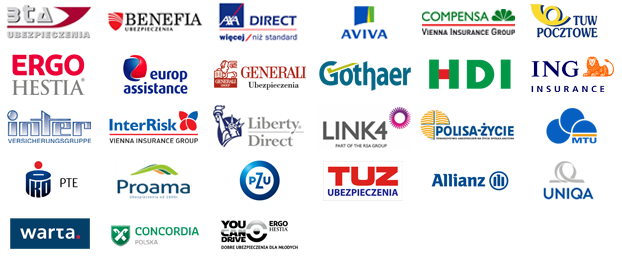 BTA
UBEZPIECZENIA
BENEFIA
UBEZPIECZENIA
AXA DIRECT
więcej / niż standard
AVIVA
COMPENSA
VIENNA INSURANCE GROUP
TUW
POCZTOWE
ERGO
HESTIA®
europ
assistance
GENERALI
Ubezpieczenia
Gothaer
HDI
ING
INSURANCE
inter
VERSICHERUNGSGRUPPE
InterRisk
VIENNA INSURANCE GROUP
Liberty
Direct
LINK4
PART OF THE RSA GROUP
POLISA-ŻYCIE
MTU
PKO PTE
Proama
PZU
TUZ
UBEZPIECZENIA
Allianz
UNIQA
warta.
CONCORDIA
POLSKA
YOU
CAN
DRIVE
ERGO
HESTIA
DOBRE UBEZPIECZENIA DLA MŁODYCH